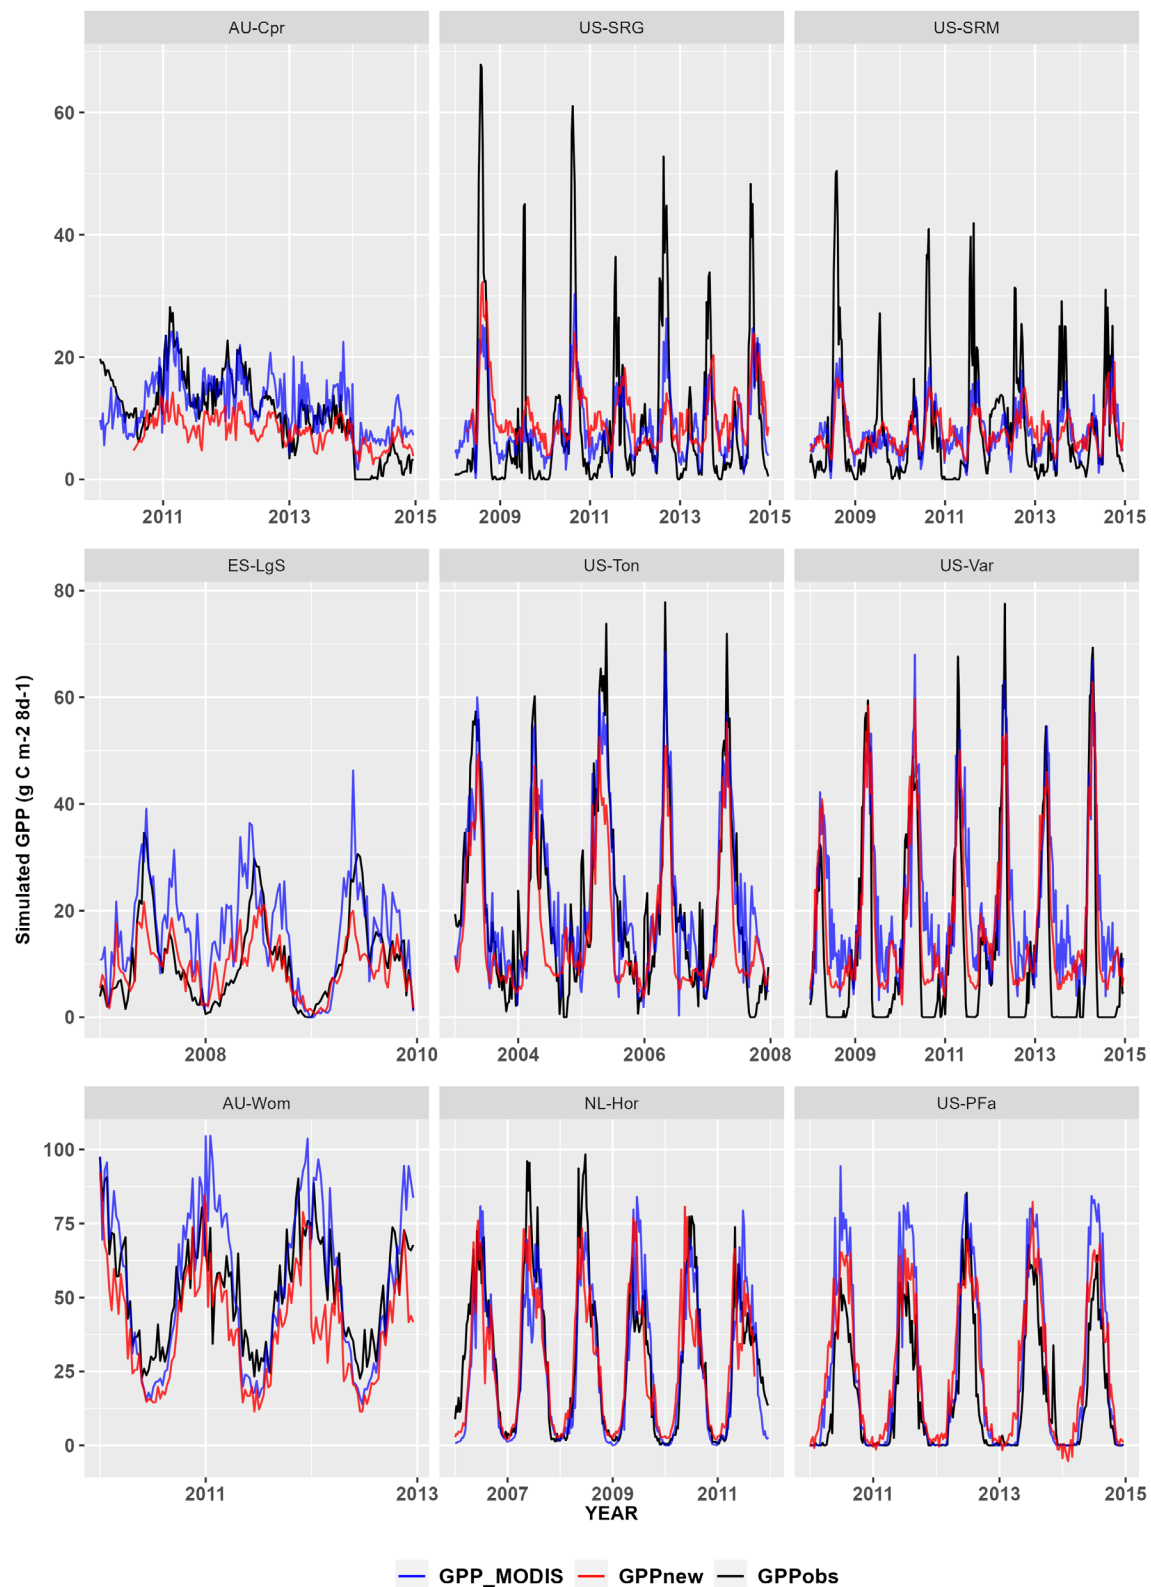 AU-Cpr US-SRG US-SRM
60
40
20
0
2011 2013 2015 2009 2011 2013 2015 2009 2011 2013 2015
ES-LgS US-Ton US-Var
80
60
40
20
0
2008 2010 2004 2006 2008 2009 2011 2013 2015
Simulated GPP (g C m-2 8d-1)
AU-Wom NL-Hor US-PFa
100
75
50
25
0
2011 2013 2007 2009 2011 2011 2013 2015
YEAR
GPP_MODIS GPPnew GPPobs